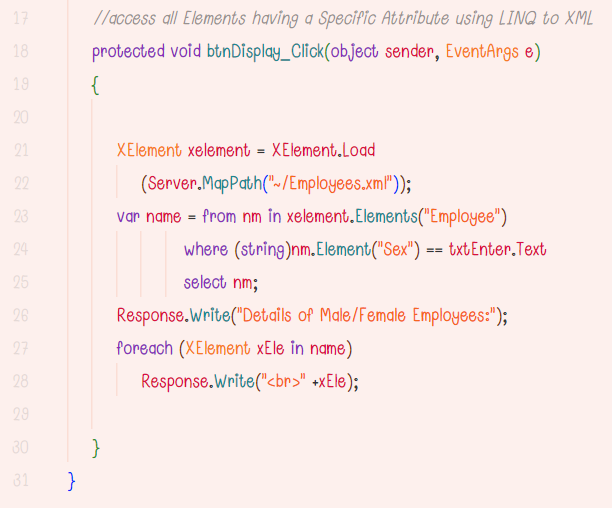 17 //access all Elements having a Specific Attribute using LINQ to XML
18 protected void btnDisplay_Click(object sender, EventArgs e)
19 {
20
21 XElement xelement = XElement.Load
22 (Server.MapPath("~/Employees.xml"));
23 var name = from nm in xelement.Elements("Employee")
24 where (string)nm.Element("Sex") == txtEnter.Text
25 select nm;
26 Response.Write("Details of Male/Female Employees:");
27 foreach (XElement xEle in name)
28 Response.Write("<br>" +xEle);
29
30 }
31 }